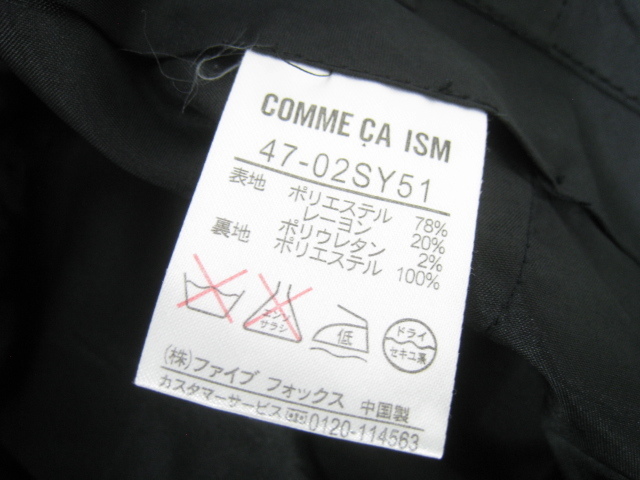 COMME ÇA ISM
47-02SY51
表地 ポリエステル 78%
レーヨン 20%
ポリウレタン 2%
裏地 ポリエステル 100%
エンソ
サラシ
低
ドライ
セキユ系
(株)ファイブ フォックス 中国製
カスタマーサービス 0120-114563